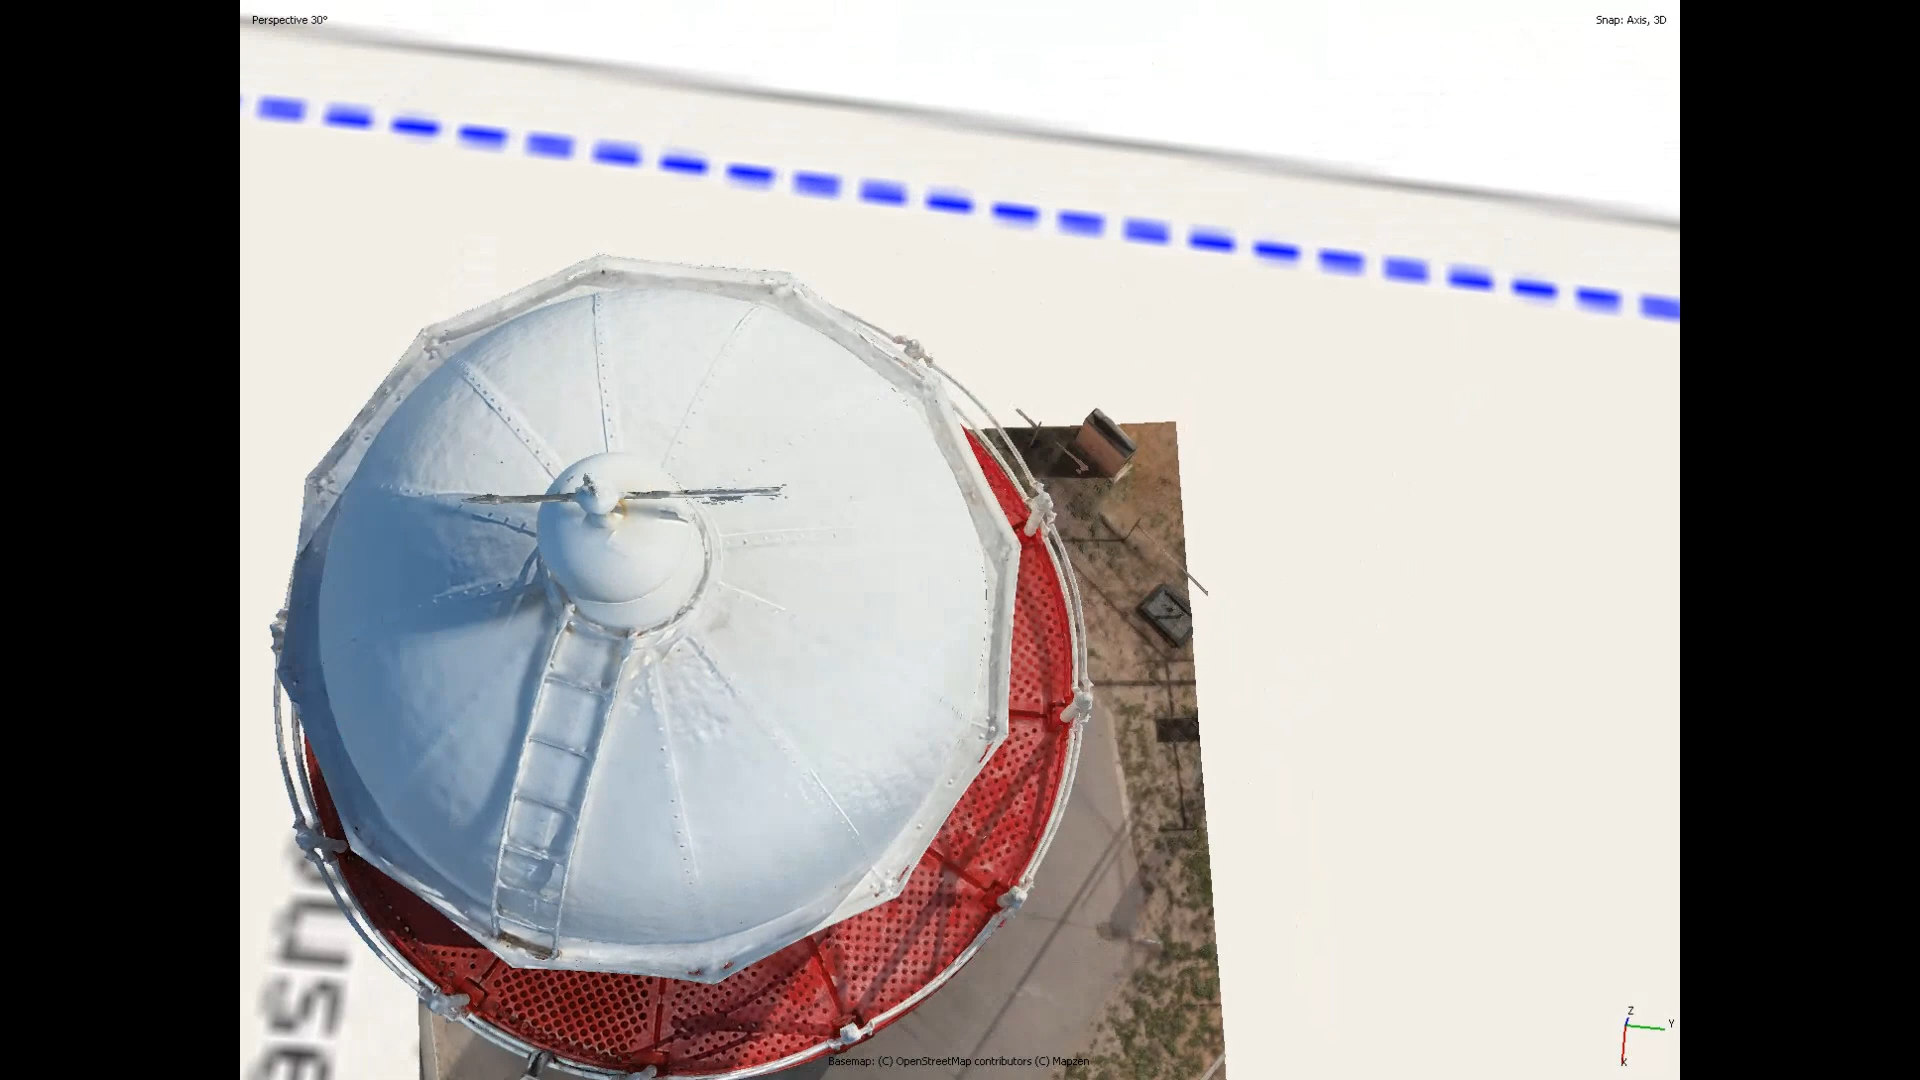 Perspective 30°
Snap: Axis, 3D
Z
Y
X
Basemap: (C) OpenStreetMap contributors (C) Mapzen